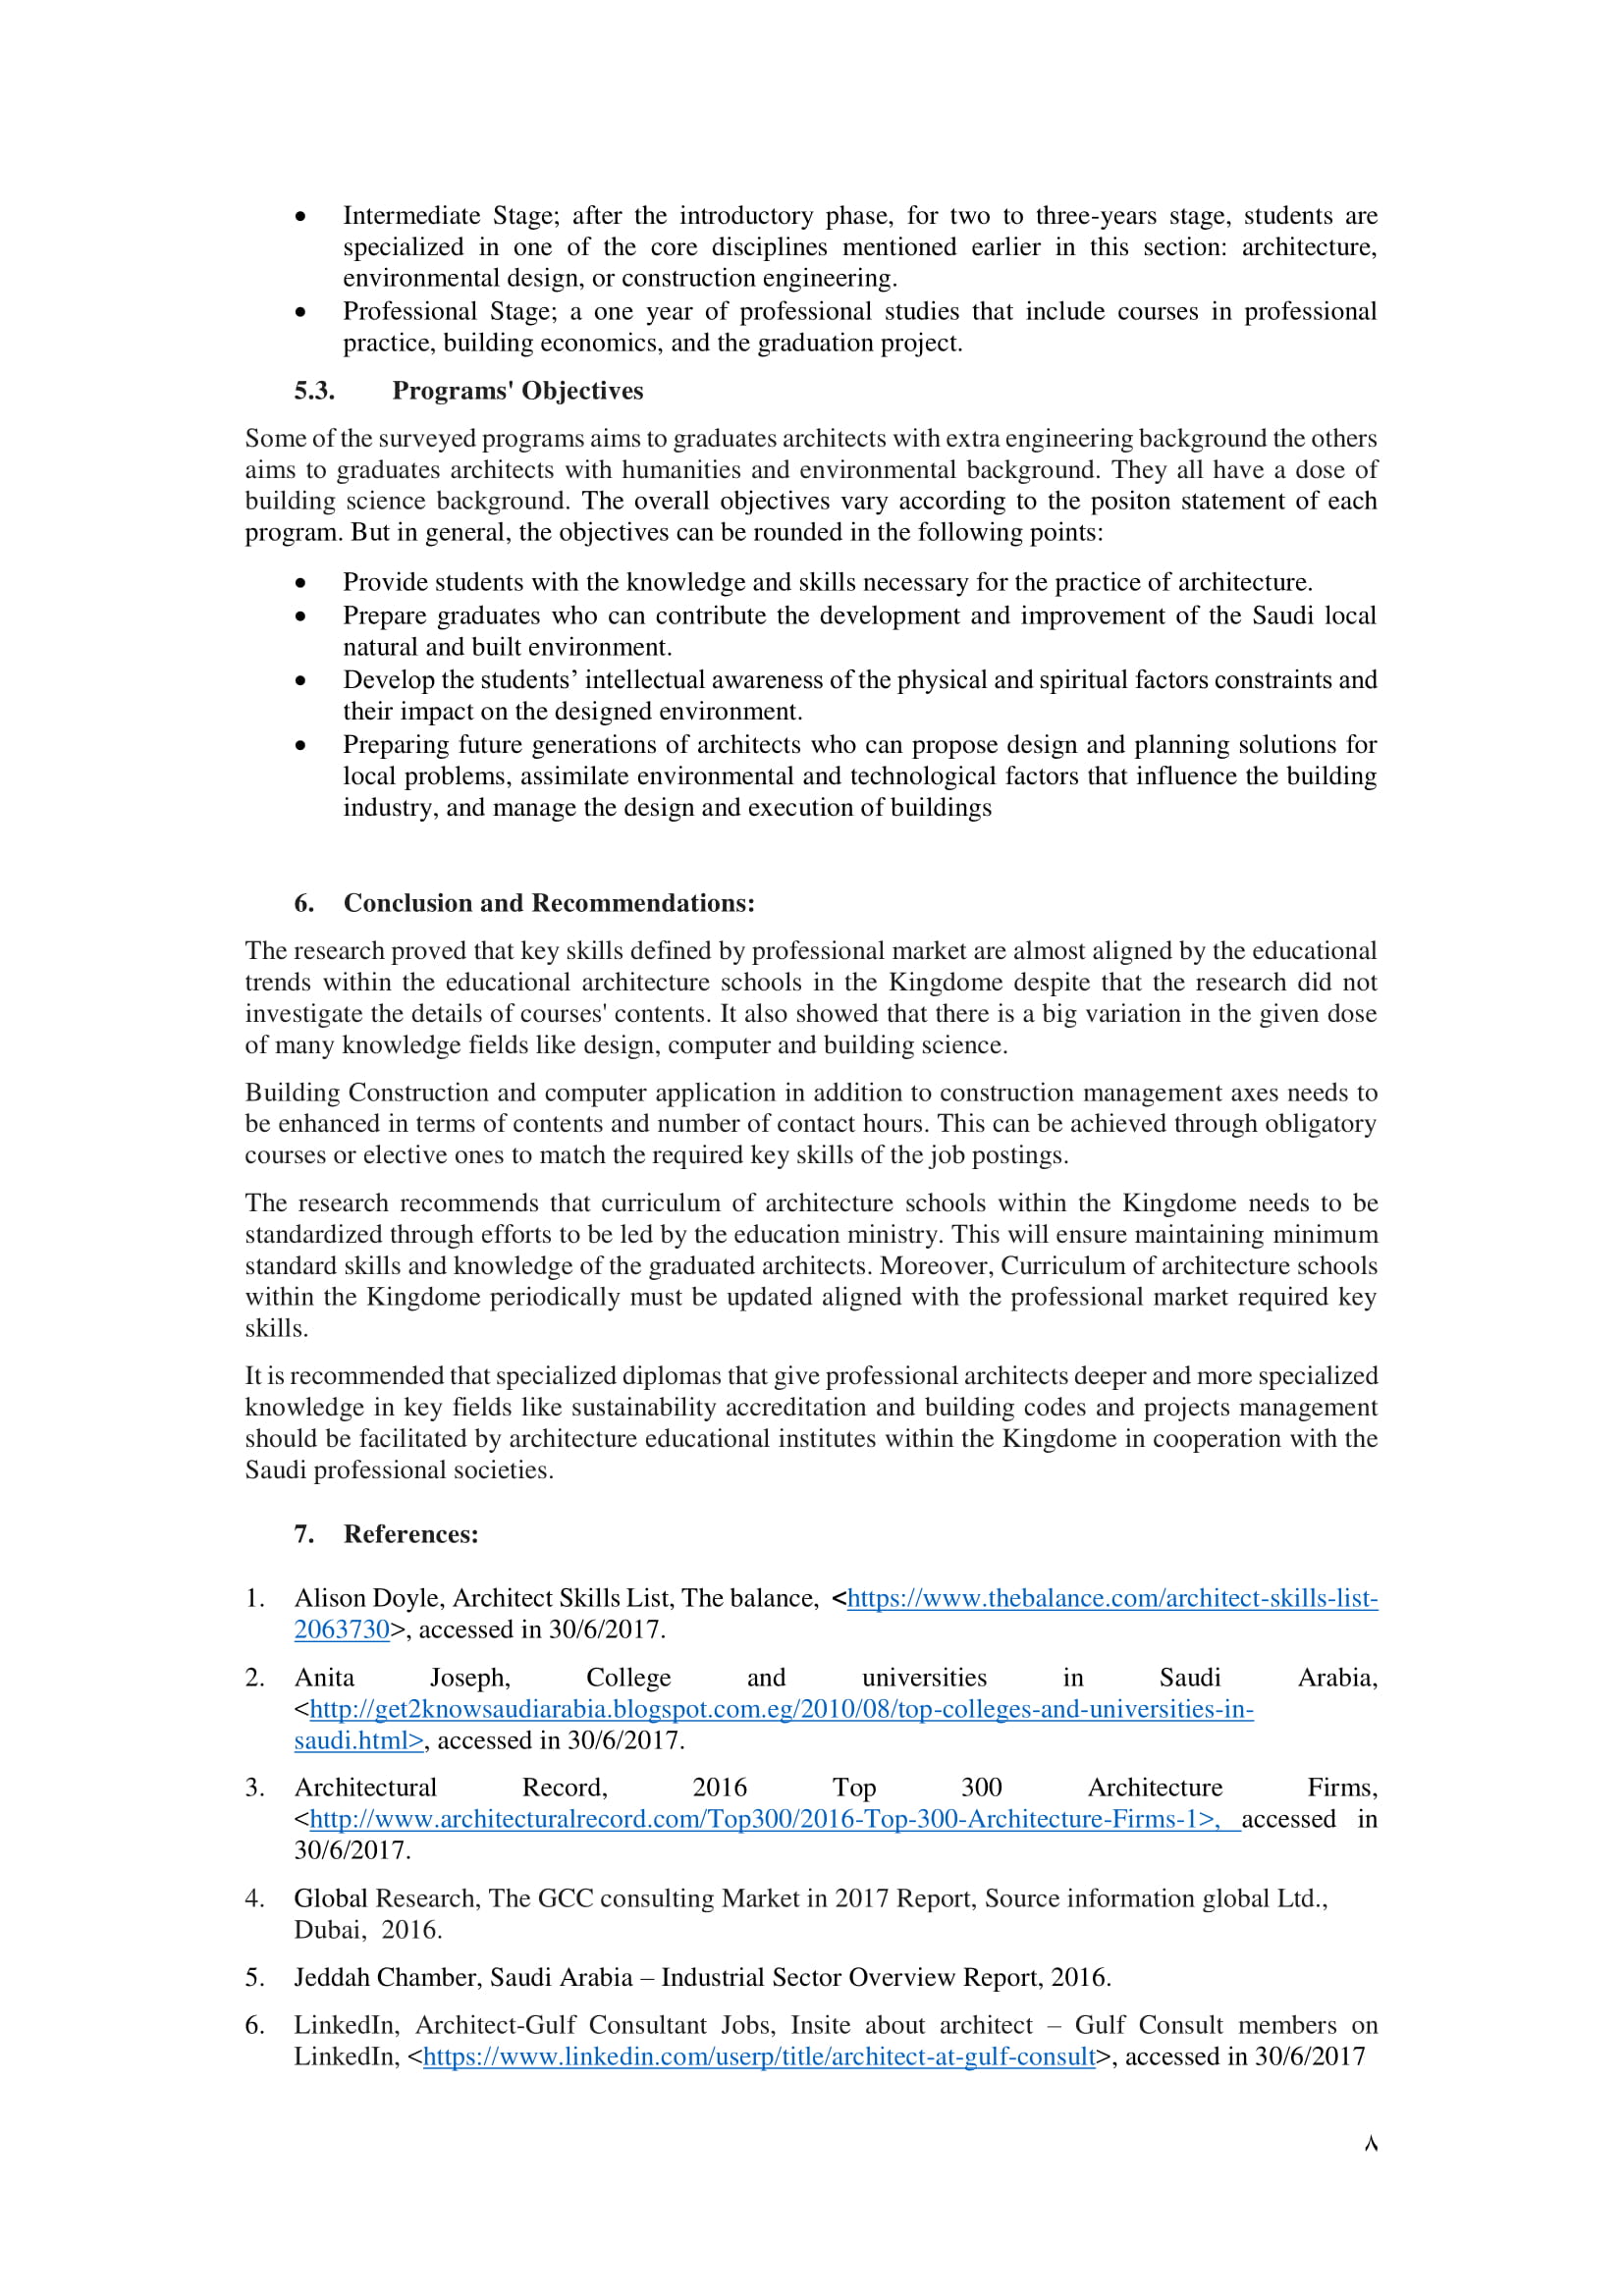 • Intermediate Stage; after the introductory phase, for two to three-years stage, students are
specialized in one of the core disciplines mentioned earlier in this section: architecture,
environmental design, or construction engineering.
• Professional Stage; a one year of professional studies that include courses in professional
practice, building economics, and the graduation project.
5.3. Programs' Objectives
Some of the surveyed programs aims to graduates architects with extra engineering background the others
aims to graduates architects with humanities and environmental background. They all have a dose of
building science background. The overall objectives vary according to the positon statement of each
program. But in general, the objectives can be rounded in the following points:
• Provide students with the knowledge and skills necessary for the practice of architecture.
• Prepare graduates who can contribute the development and improvement of the Saudi local
natural and built environment.
• Develop the students’ intellectual awareness of the physical and spiritual factors constraints and
their impact on the designed environment.
• Preparing future generations of architects who can propose design and planning solutions for
local problems, assimilate environmental and technological factors that influence the building
industry, and manage the design and execution of buildings
6. Conclusion and Recommendations:
The research proved that key skills defined by professional market are almost aligned by the educational
trends within the educational architecture schools in the Kingdome despite that the research did not
investigate the details of courses' contents. It also showed that there is a big variation in the given dose
of many knowledge fields like design, computer and building science.
Building Construction and computer application in addition to construction management axes needs to
be enhanced in terms of contents and number of contact hours. This can be achieved through obligatory
courses or elective ones to match the required key skills of the job postings.
The research recommends that curriculum of architecture schools within the Kingdome needs to be
standardized through efforts to be led by the education ministry. This will ensure maintaining minimum
standard skills and knowledge of the graduated architects. Moreover, Curriculum of architecture schools
within the Kingdome periodically must be updated aligned with the professional market required key
skills.
It is recommended that specialized diplomas that give professional architects deeper and more specialized
knowledge in key fields like sustainability accreditation and building codes and projects management
should be facilitated by architecture educational institutes within the Kingdome in cooperation with the
Saudi professional societies.
7. References:
1. Alison Doyle, Architect Skills List, The balance, <https://www.thebalance.com/architect-skills-list-
2063730>, accessed in 30/6/2017.
2. Anita Joseph, College and universities in Saudi Arabia,
<http://get2knowsaudiarabia.blogspot.com.eg/2010/08/top-colleges-and-universities-in-
saudi.html>, accessed in 30/6/2017.
3. Architectural Record, 2016 Top 300 Architecture Firms,
<http://www.architecturalrecord.com/Top300/2016-Top-300-Architecture-Firms-1>, accessed in
30/6/2017.
4. Global Research, The GCC consulting Market in 2017 Report, Source information global Ltd.,
Dubai, 2016.
5. Jeddah Chamber, Saudi Arabia – Industrial Sector Overview Report, 2016.
6. LinkedIn, Architect-Gulf Consultant Jobs, Insite about architect – Gulf Consult members on
LinkedIn, <https://www.linkedin.com/userp/title/architect-at-gulf-consult>, accessed in 30/6/2017
٨